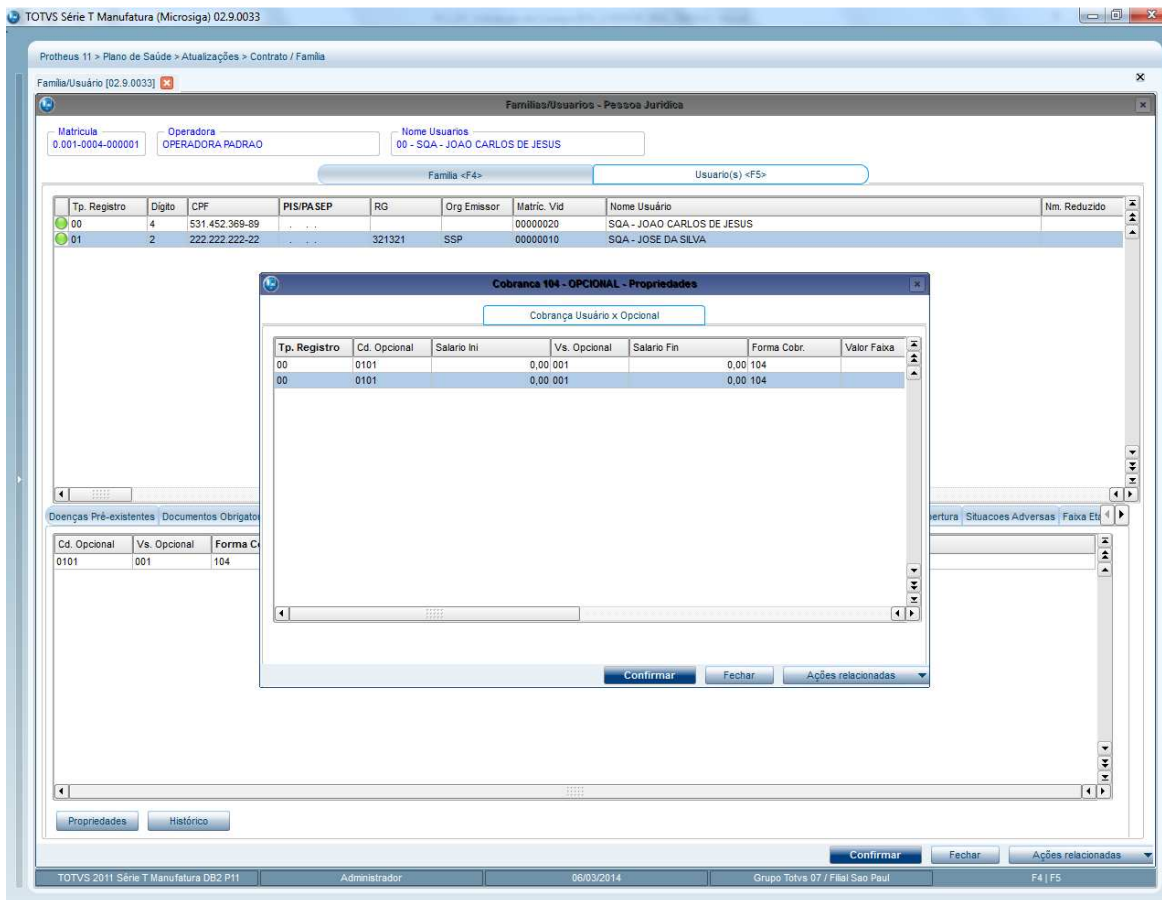 TOTVS Série T Manufatura (Microsiga) 02.9.0033
Protheus 11 > Plano de Saúde > Atualizações > Contrato / Família
Família/Usuário [02.9.0033]
Familias/Usuarios - Pessoa Juridica
Matricula Operadora Nome Usuarios
0.001-0004-000001 OPERADORA PADRAO 00 - SQA - JOAO CARLOS DE JESUS
Familia <F4> Usuario(s) <F5>
Tp. Registro Digito CPF PIS/PASEP RG Org Emissor Matríc. Vid Nome Usuário Nm. Reduzido
00 4 531.452.369-89 . . . 00000020 SQA - JOAO CARLOS DE JESUS
01 2 222.222.222-22 . . . 321321 SSP 00000010 SQA - JOSE DA SILVA
Cobranca 104 - OPCIONAL - Propriedades
Cobrança Usuário x Opcional
Tp. Registro Cd. Opcional Salario Ini Vs. Opcional Salario Fin Forma Cobr. Valor Faixa
00 0101 0,00 001 0,00 104
00 0101 0,00 001 0,00 104
Doenças Pré-existentes Documentos Obrigato ertura Situacoes Adversas Faixa Eta
Cd. Opcional Vs. Opcional Forma C
0101 001 104
Confirmar Fechar Ações relacionadas
Propriedades Histórico
Confirmar Fechar Ações relacionadas
TOTVS 2011 Série T Manufatura DB2 P11 Administrador 06/03/2014 Grupo Totvs 07 / Filial Sao Paul F4 | F5